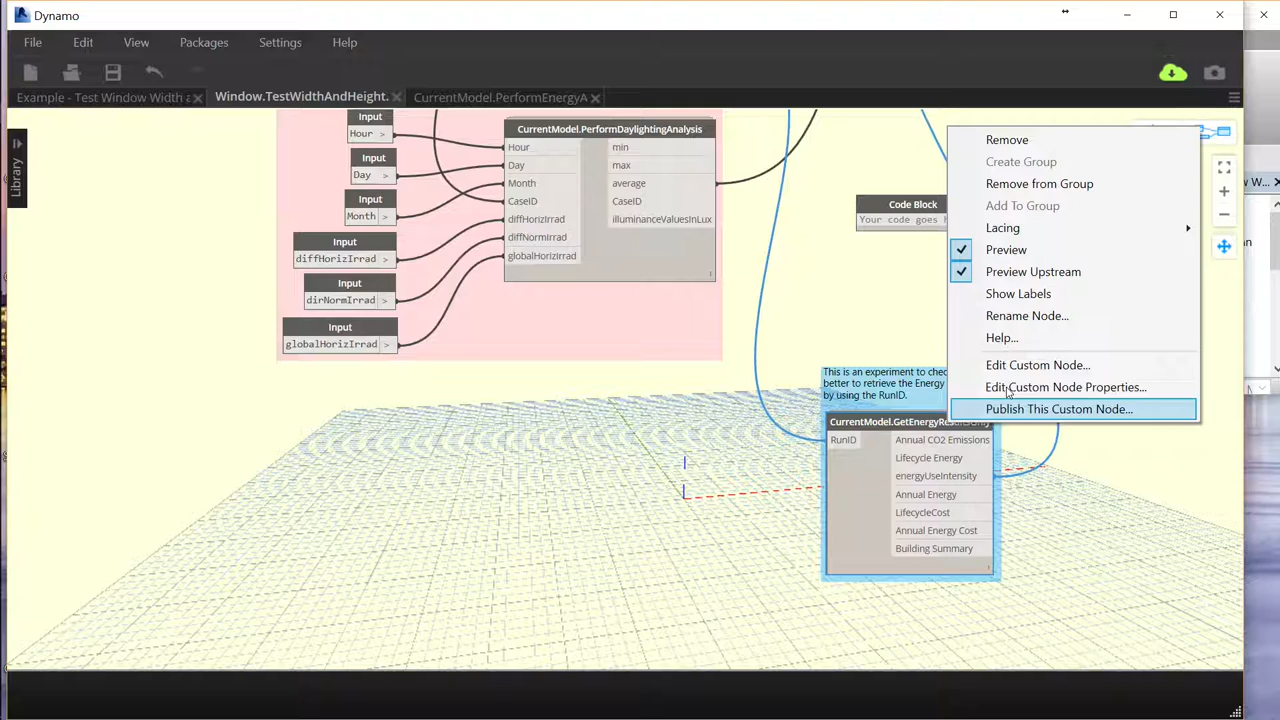 Dynamo
File Edit View Packages Settings Help
Example - Test Window Width a
Window.TestWidthAndHeight.
CurrentModel.PerformEnergyA
Library
Input
Hour >
Input
Day >
Input
Month >
Input
diffHorizIrrad >
Input
dirNormIrrad >
Input
globalHorizIrrad >
CurrentModel.PerformDaylightingAnalysis
Hour min
Day max
Month average
CaseID CaseID
diffHorizIrrad illuminanceValuesInLux
diffNormIrrad
globalHorizIrrad
Code Block
Your code goes h
Remove
Create Group
Remove from Group
Add To Group
Lacing
Preview
Preview Upstream
Show Labels
Rename Node...
Help...
Edit Custom Node...
Edit Custom Node Properties...
Publish This Custom Node...
This is an experiment to chec
better to retrieve the Energy
by using the RunID.
RunID Annual CO2 Emissions
Lifecycle Energy
energyUseIntensity
Annual Energy
LifecycleCost
Annual Energy Cost
Building Summary